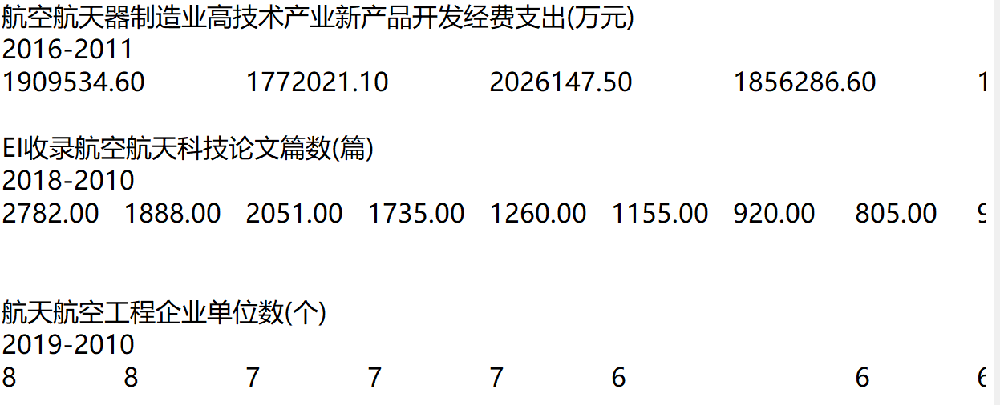 航空航天器制造业高技术产业新产品开发经费支出(万元)
2016-2011
1909534.60 1772021.10 2026147.50 1856286.60
EI收录航空航天科技论文篇数(篇)
2018-2010
2782.00 1888.00 2051.00 1735.00 1260.00 1155.00 920.00 805.00
航天航空工程企业单位数(个)
2019-2010
8 8 7 7 7 6 6